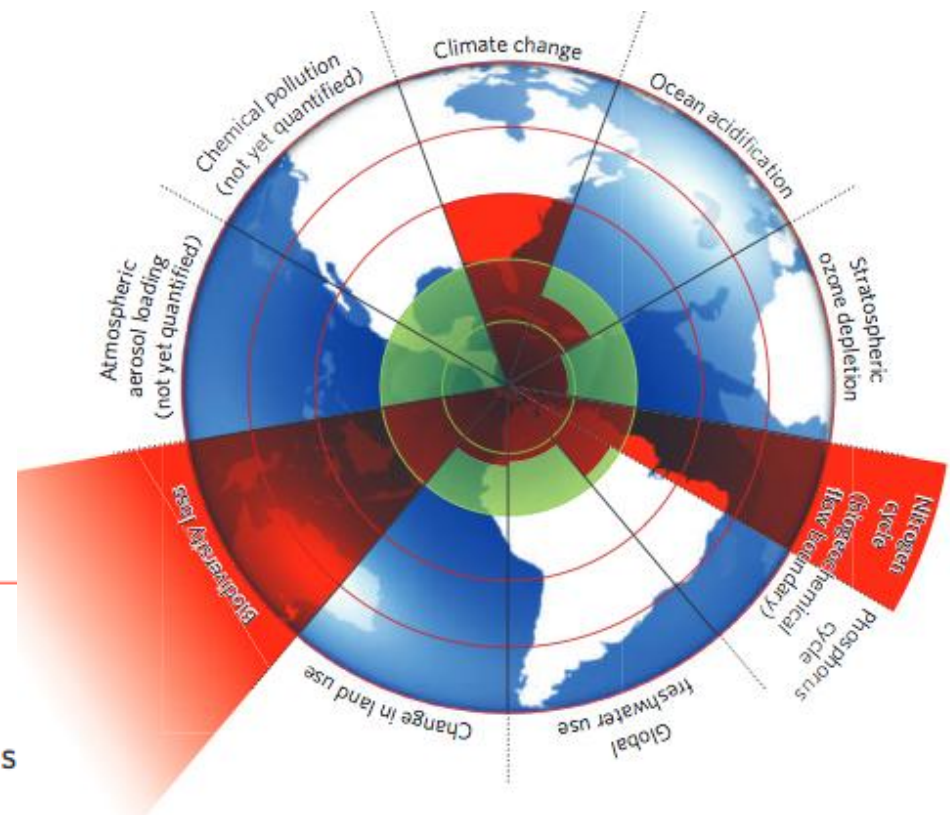 Climate change
Ocean acidification
Stratospheric
ozone depletion
Nitrogen
cycle
(biogeochemical
flow boundary)
Phosphorus
cycle
Global
freshwater use
Change in land use
Biodiversity loss
Atmospheric
aerosol loading
(not yet quantified)
Chemical pollution
(not yet quantified)
s